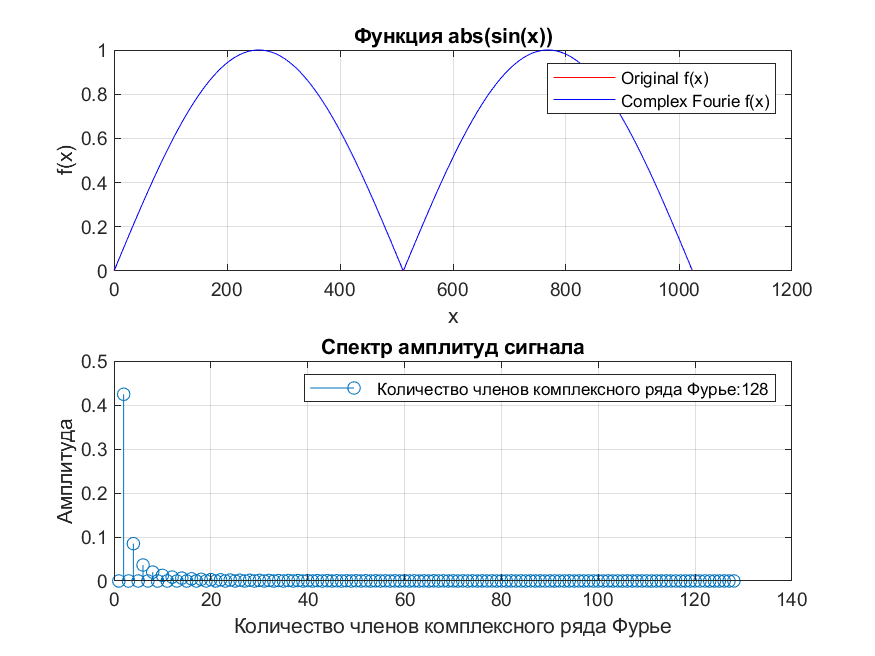 Функция abs(sin(x))
1
0.8
0.6
0.4
0.2
0
f(x)
Original f(x)
Complex Fourie f(x)
0 200 400 600 800 1000 1200
x
Спектр амплитуд сигнала
0.5
0.4
0.3
0.2
0.1
0
Амплитуда
Количество членов комплексного ряда Фурье:128
0 20 40 60 80 100 120 140
Количество членов комплексного ряда Фурье